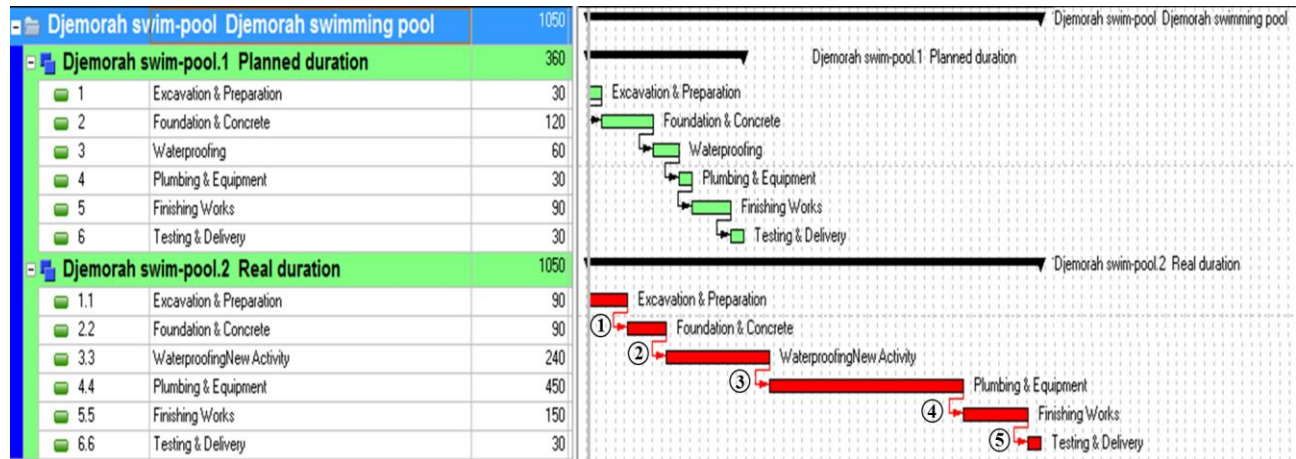 Djemorah swim-pool Djemorah swimming pool 1050 Djemorah swim-pool Djemorah swimming pool
Djemorah swim-pool.1 Planned duration 360 Djemorah swim-pool.1 Planned duration
1 Excavation & Preparation 30 Excavation & Preparation
2 Foundation & Concrete 120 Foundation & Concrete
3 Waterproofing 60 Waterproofing
4 Plumbing & Equipment 30 Plumbing & Equipment
5 Finishing Works 90 Finishing Works
6 Testing & Delivery 30 Testing & Delivery
Djemorah swim-pool.2 Real duration 1050 Djemorah swim-pool.2 Real duration
1.1 Excavation & Preparation 90 Excavation & Preparation
2.2 Foundation & Concrete 90 ① Foundation & Concrete
3.3 WaterproofingNew Activity 240 ② WaterproofingNew Activity
4.4 Plumbing & Equipment 450 ③ Plumbing & Equipment
5.5 Finishing Works 150 ④ Finishing Works
6.6 Testing & Delivery 30 ⑤ Testing & Delivery